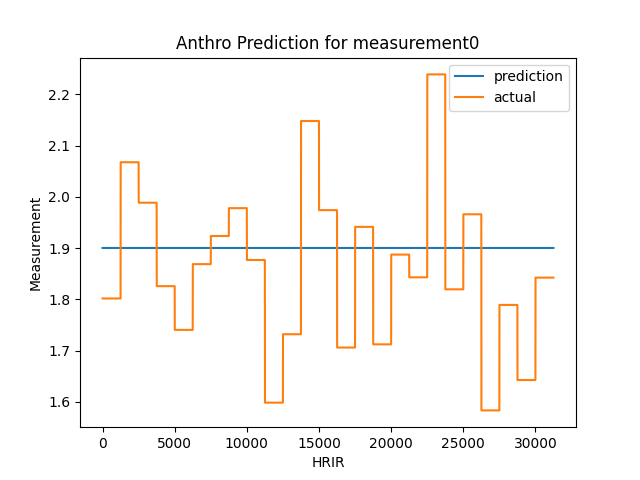 Anthro Prediction for measurement0
prediction
actual
Measurement
2.2
2.1
2.0
1.9
1.8
1.7
1.6
0 5000 10000 15000 20000 25000 30000
HRIR